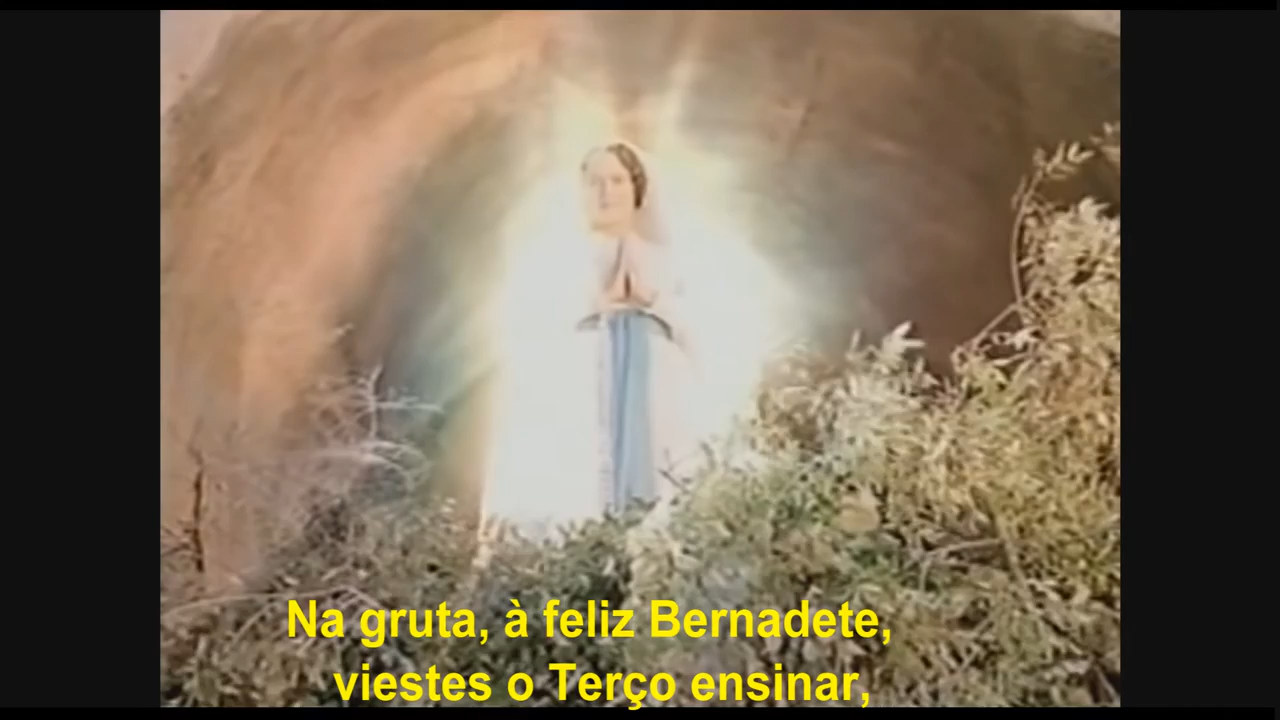 Na gruta, à feliz Bernadete,
viestes o Terço ensinar,